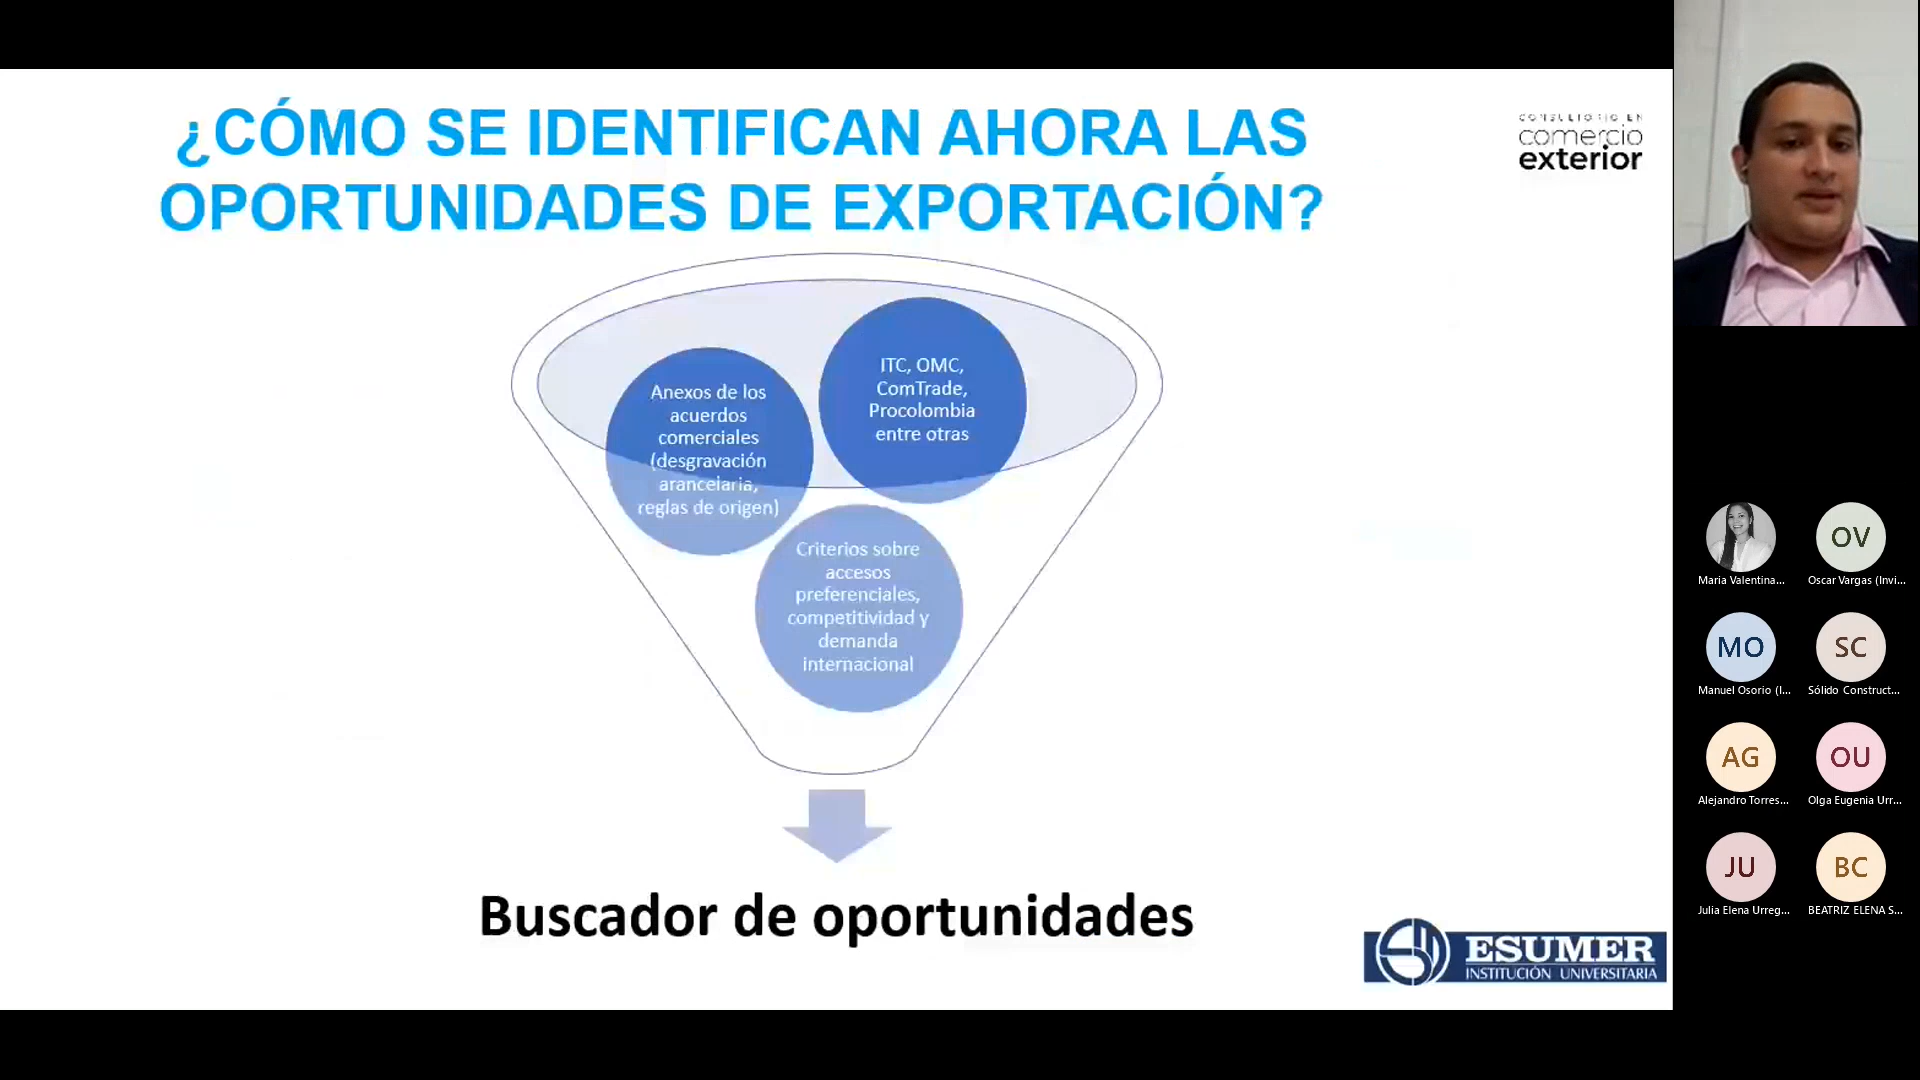 ¿CÓMO SE IDENTIFICAN AHORA LAS
OPORTUNIDADES DE EXPORTACIÓN?
CONSULTORIO EN
comercio
exterior
ITC, OMC,
ComTrade,
Procolombia
entre otras
Anexos de los
acuerdos
comerciales
(desgravación
arancelaria,
reglas de origen)
Criterios sobre
accesos
preferenciales,
competitividad y
demanda
internacional
Buscador de oportunidades
ESUMER
INSTITUCIÓN UNIVERSITARIA
Maria Valentina...
OV
Oscar Vargas (Invi...
MO
Manuel Osorio (I...
SC
Sólido Construct...
AG
Alejandro Torres...
OU
Olga Eugenia Urr...
JU
Julia Elena Urreg...
BC
BEATRIZ ELENA S...